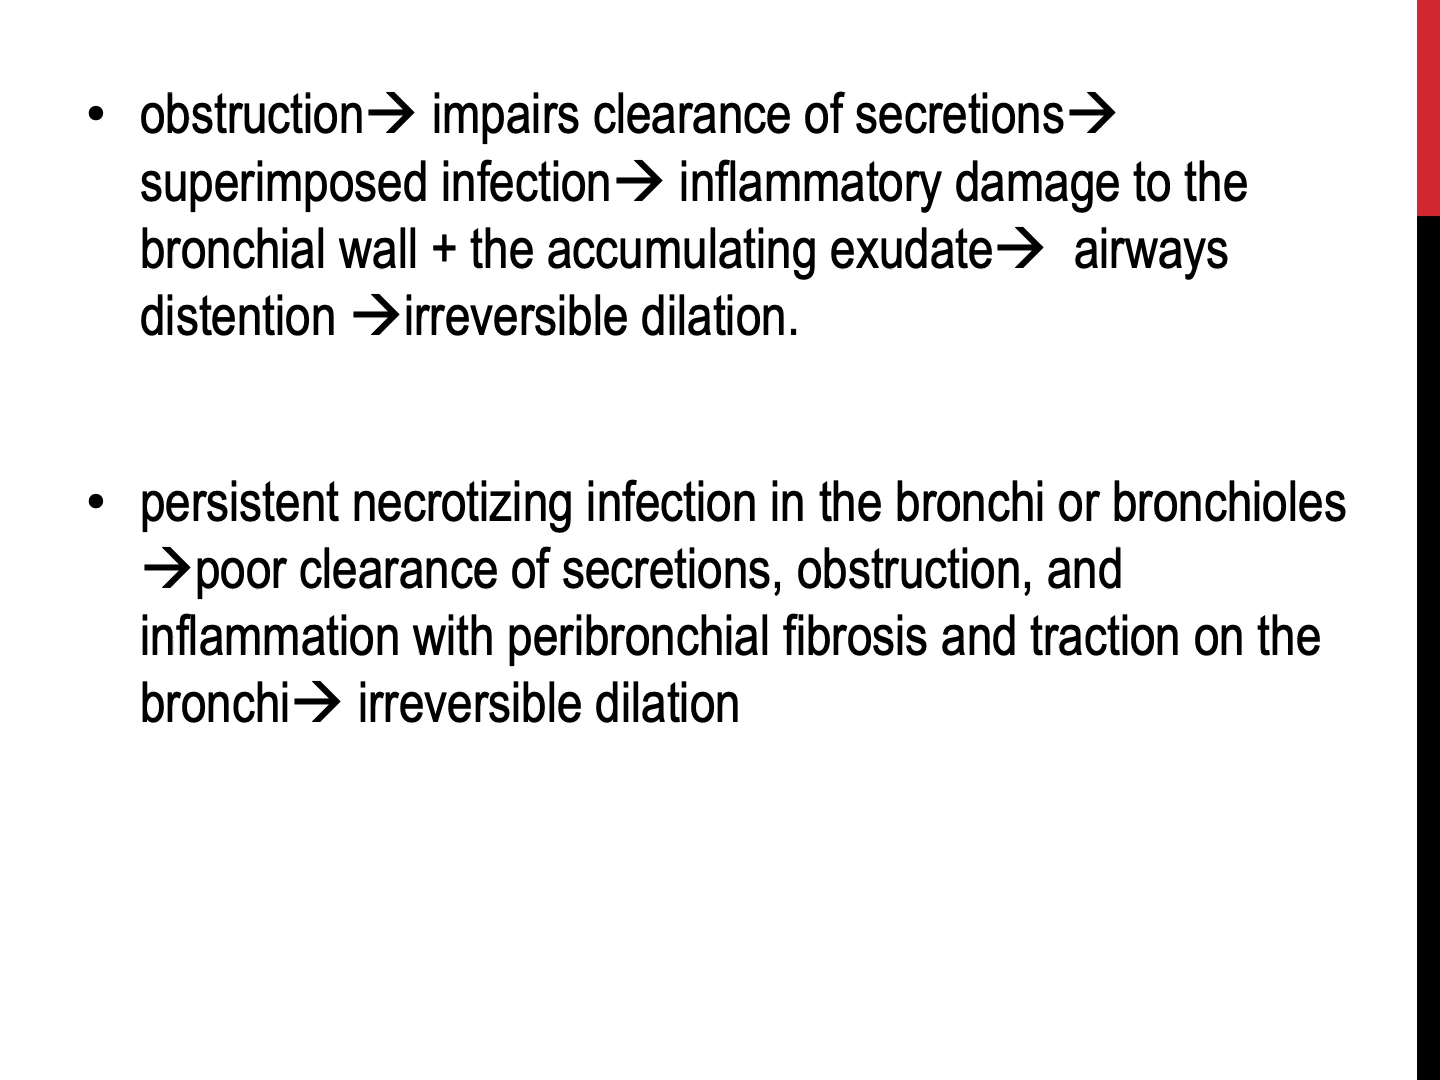 • obstruction→ impairs clearance of secretions→
superimposed infection→ inflammatory damage to the
bronchial wall + the accumulating exudate→ airways
distention →irreversible dilation.
• persistent necrotizing infection in the bronchi or bronchioles
→poor clearance of secretions, obstruction, and
inflammation with peribronchial fibrosis and traction on the
bronchi→ irreversible dilation